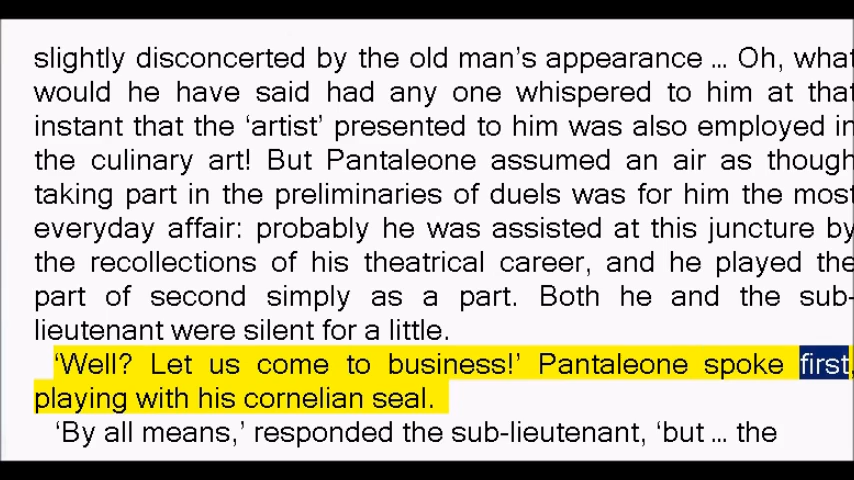 slightly disconcerted by the old man's appearance ... Oh, what
would he have said had any one whispered to him at that
instant that the ‘artist’ presented to him was also employed in
the culinary art! But Pantaleone assumed an air as though
taking part in the preliminaries of duels was for him the most
everyday affair: probably he was assisted at this juncture by
the recollections of his theatrical career, and he played the
part of second simply as a part. Both he and the sub-
lieutenant were silent for a little.
‘Well? Let us come to business!’ Pantaleone spoke first,
playing with his cornelian seal.
‘By all means,’ responded the sub-lieutenant, ‘but ... the